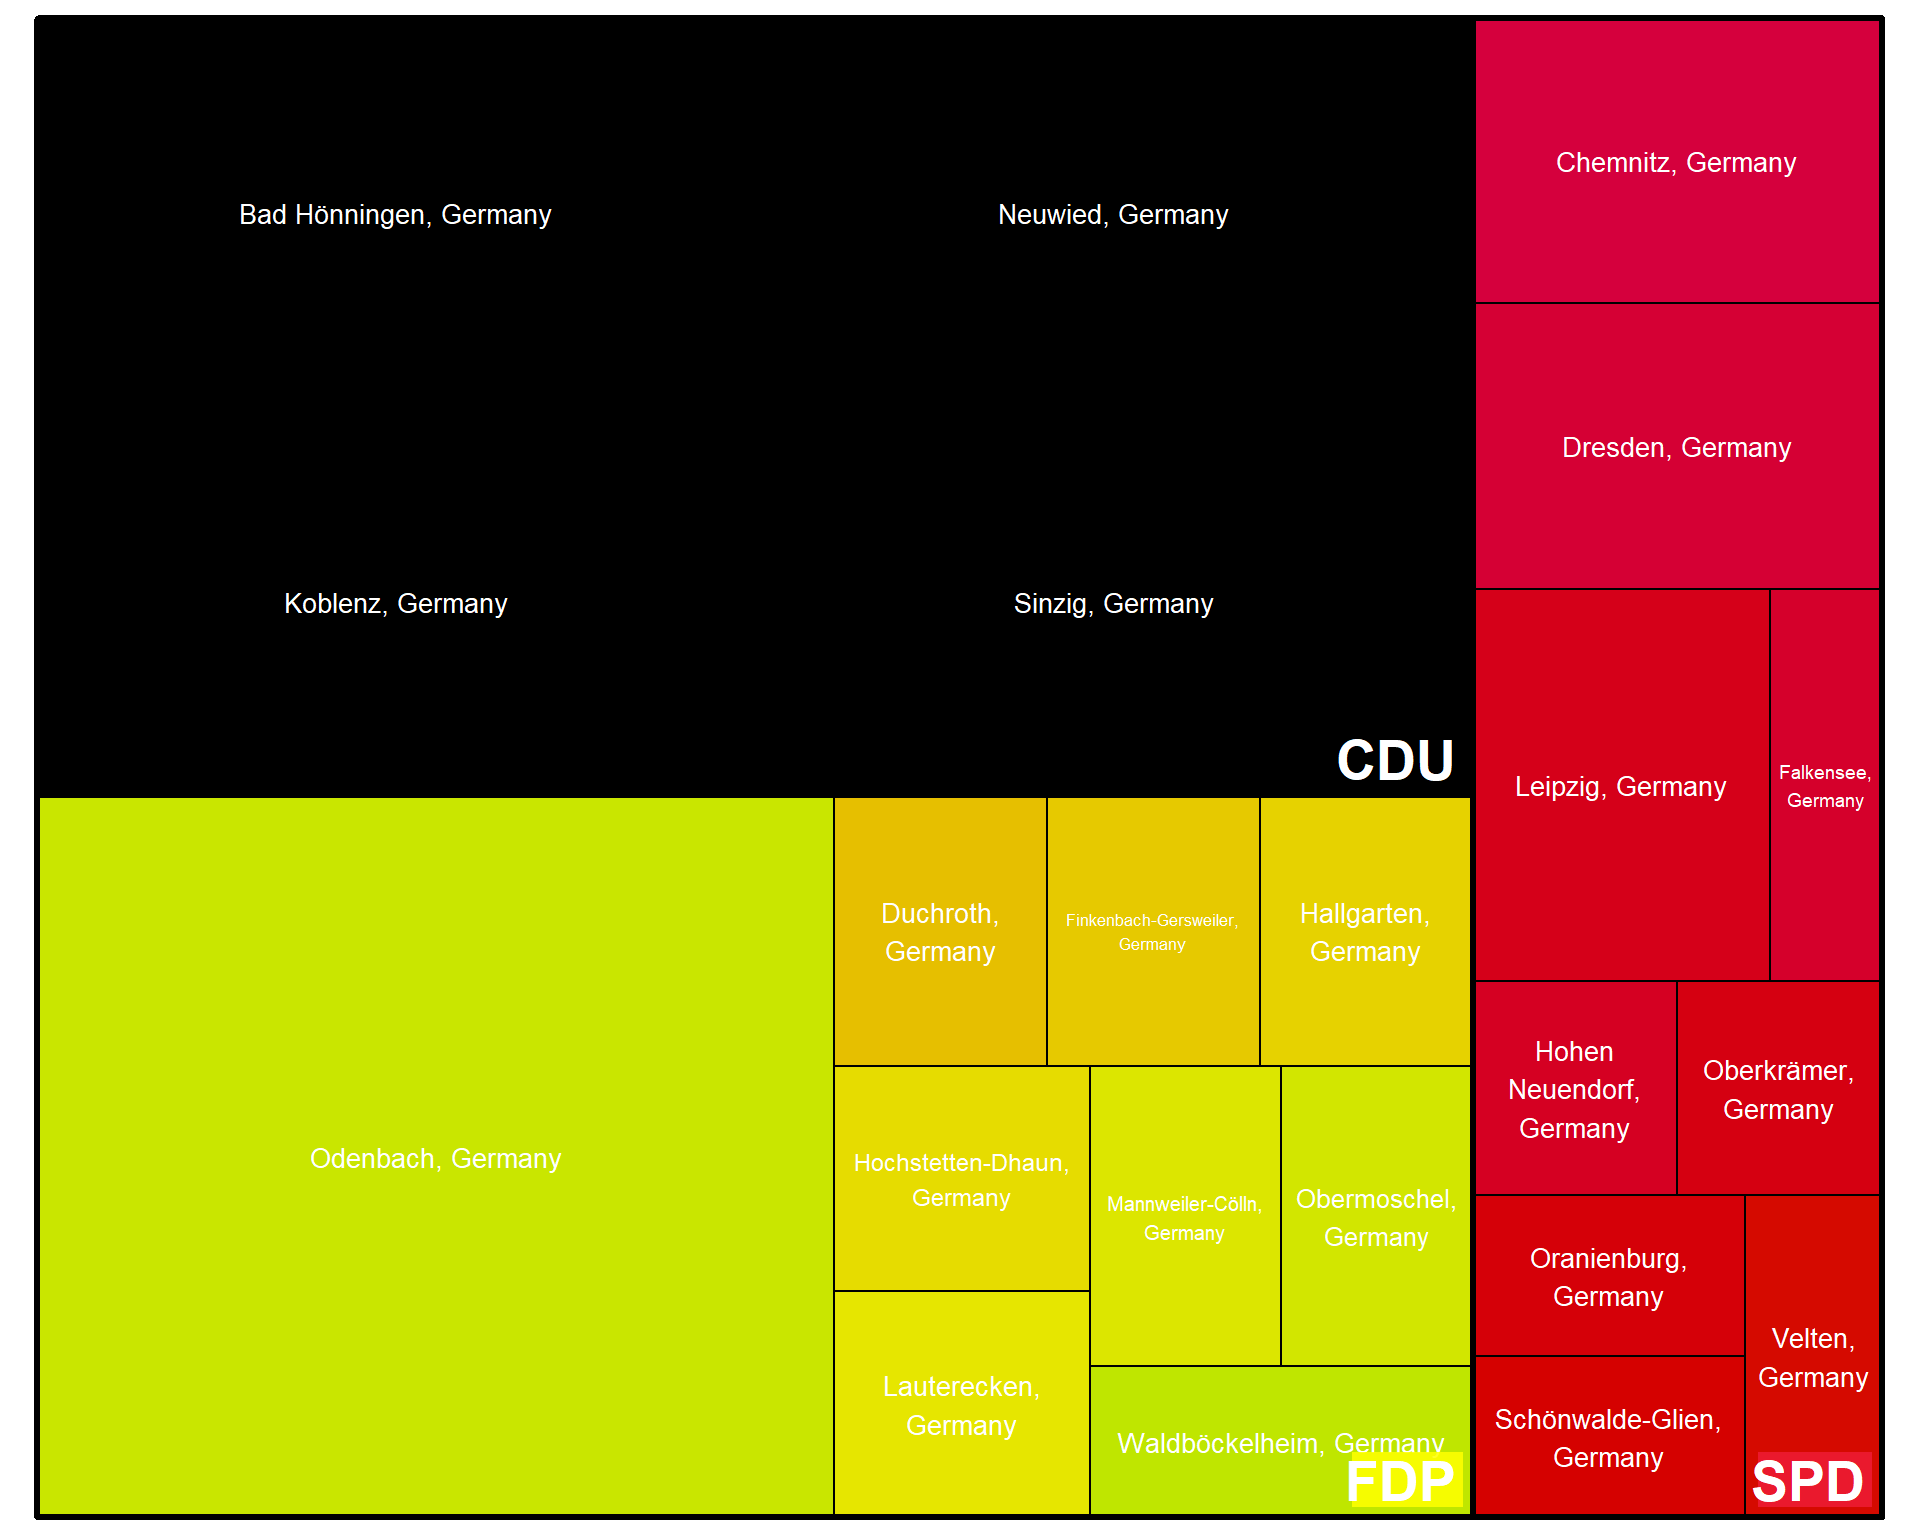 Bad Hönningen, Germany
Neuwied, Germany
Koblenz, Germany
Sinzig, Germany
CDU
Odenbach, Germany
Duchroth,
Germany
Finkenbach-Gersweiler,
Germany
Hallgarten,
Germany
Hochstetten-Dhaun,
Germany
Mannweiler-Cölln,
Germany
Obermoschel,
Germany
Lauterecken,
Germany
Waldböckelheim, Germany
FDP
Chemnitz, Germany
Dresden, Germany
Leipzig, Germany
Falkensee,
Germany
Hohen
Neuendorf,
Germany
Oberkrämer,
Germany
Oranienburg,
Germany
Velten,
Germany
Schönwalde-Glien,
Germany
SPD